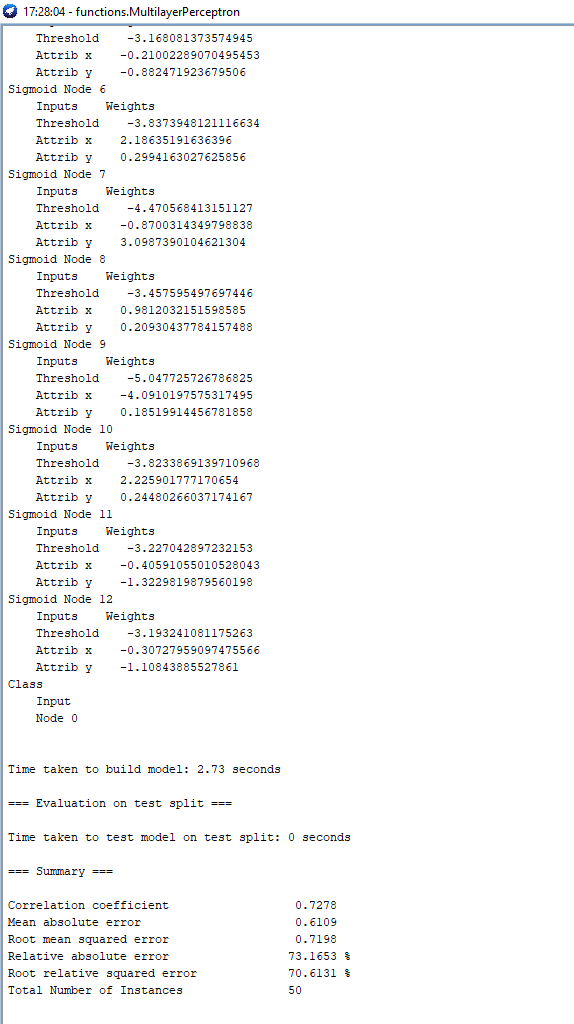 17:28:04 - functions.MultilayerPerceptron
Threshold -3.168081373574945
Attrib x -0.21002289070495453
Attrib y -0.882471923679506
Sigmoid Node 6
Inputs Weights
Threshold -3.8373948121116634
Attrib x 2.18635191636396
Attrib y 0.2994163027625856
Sigmoid Node 7
Inputs Weights
Threshold -4.470568413151127
Attrib x -0.8700314349798838
Attrib y 3.0987390104621304
Sigmoid Node 8
Inputs Weights
Threshold -3.457595497697446
Attrib x 0.9812032151598585
Attrib y 0.20930437784157488
Sigmoid Node 9
Inputs Weights
Threshold -5.047725726786825
Attrib x -4.0910197575317495
Attrib y 0.18519914456781858
Sigmoid Node 10
Inputs Weights
Threshold -3.8233869139710968
Attrib x 2.225901777170654
Attrib y 0.24480266037174167
Sigmoid Node 11
Inputs Weights
Threshold -3.227042897232153
Attrib x -0.40591055010528043
Attrib y -1.3229819879560198
Sigmoid Node 12
Inputs Weights
Threshold -3.193241081175263
Attrib x -0.30727959097475566
Attrib y -1.10843885527861
Class
Input
Node 0
Time taken to build model: 2.73 seconds
=== Evaluation on test split ===
Time taken to test model on test split: 0 seconds
=== Summary ===
Correlation coefficient 0.7278
Mean absolute error 0.6109
Root mean squared error 0.7198
Relative absolute error 73.1653 %
Root relative squared error 70.6131 %
Total Number of Instances 50